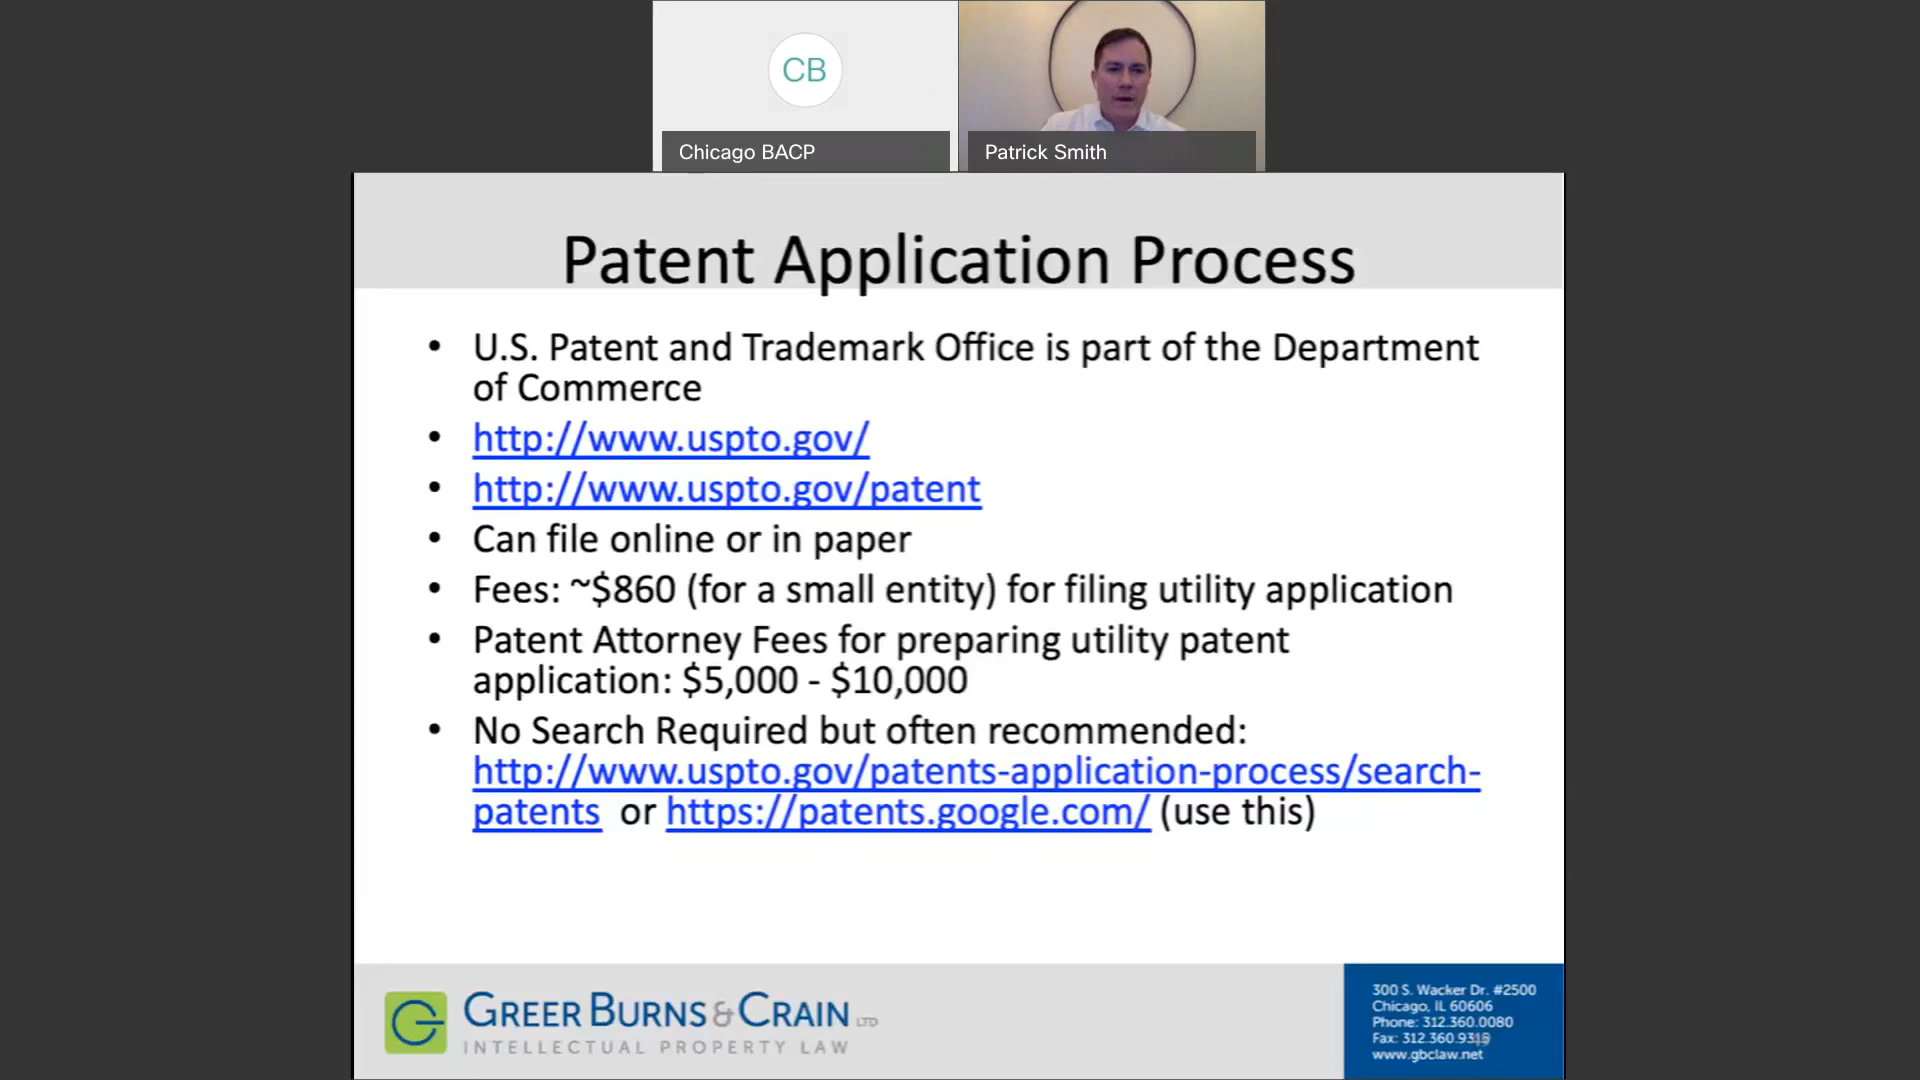 CB
Chicago BACP
Patrick Smith
Patent Application Process
• U.S. Patent and Trademark Office is part of the Department
of Commerce
• http://www.uspto.gov/
• http://www.uspto.gov/patent
• Can file online or in paper
• Fees: ~$860 (for a small entity) for filing utility application
• Patent Attorney Fees for preparing utility patent
application: $5,000 - $10,000
• No Search Required but often recommended:
http://www.uspto.gov/patents-application-process/search-
patents or https://patents.google.com/ (use this)
GREER BURNS & CRAIN LTD
INTELLECTUAL PROPERTY LAW
300 S. Wacker Dr. #2500
Chicago, IL 60606
Phone: 312.360.0080
Fax:
www.gbclaw.net